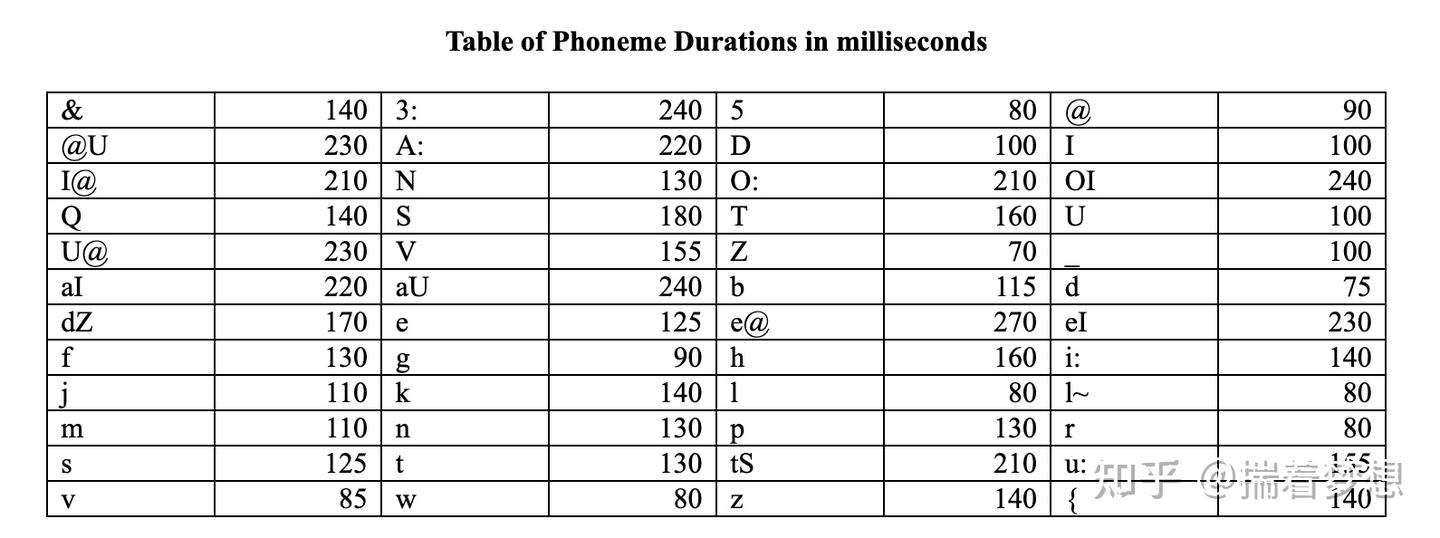 Table of Phoneme Durations in milliseconds
& 140 3: 240 5 80 @ 90
@U 230 A: 220 D 100 I 100
I@ 210 N 130 O: 210 OI 240
Q 140 S 180 T 160 U 100
U@ 230 V 155 Z 70 _ 100
aI 220 aU 240 b 115 d 75
dZ 170 e 125 e@ 270 eI 230
f 130 g 90 h 160 i: 140
j 110 k 140 l 80 l~ 80
m 110 n 130 p 130 r 80
s 125 t 130 tS 210 u: 155
v 85 w 80 z 140 { 140
知乎 @揣着梦想